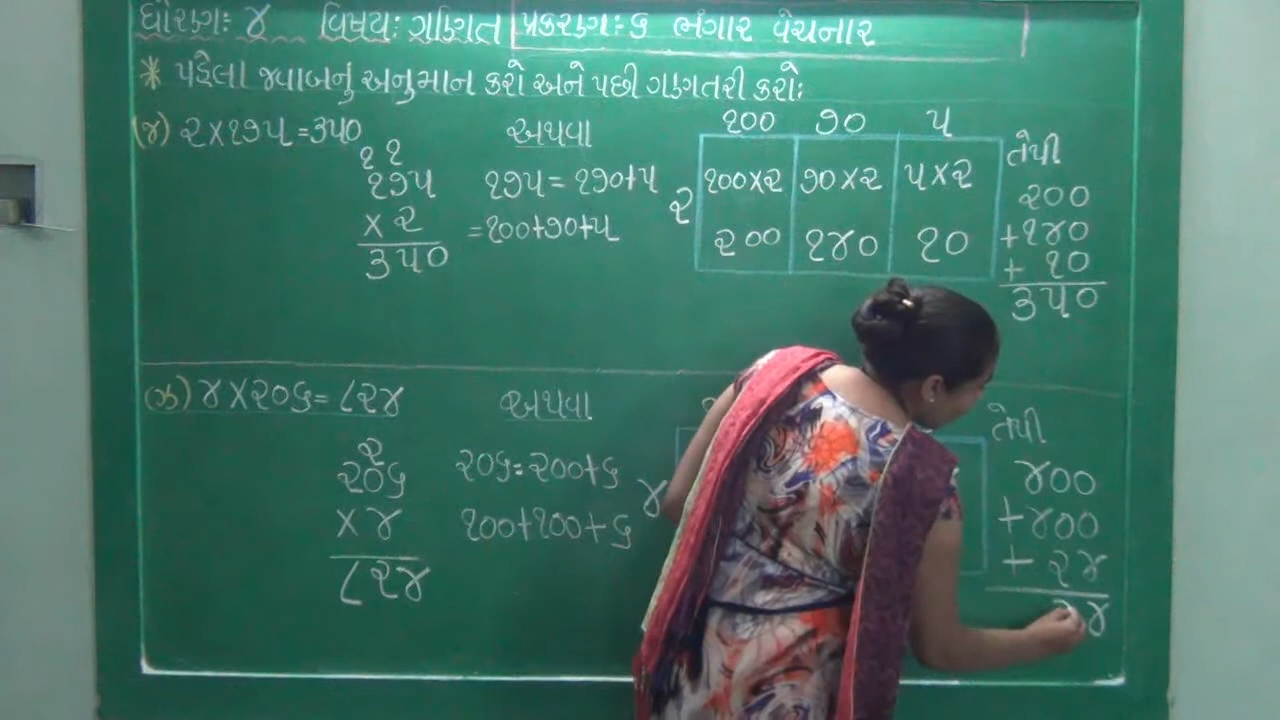 ધોરણઃ ૪ વિષયઃ ગણિત પ્રકરણઃ ૬ ભંગાર વેચનાર
* પહેલા જવાબનું અનુમાન કરો અને પછી ગણતરી કરોઃ
(જ) ૨×૧૭૫=૩૫૦
૧૧
૧૭૫
×૨
૩૫૦
અથવા
૧૭૫=૧૭૦+૫
=૧૦૦+૭૦+૫
૧૦૦ ૭૦ ૫
૨ ૧૦૦×૨ ૭૦×૨ ૫×૨
૨૦૦ ૧૪૦ ૧૦
તેથી
૨૦૦
+૧૪૦
+ ૧૦
૩૫૦
(ઝ) ૪×૨૦૬=૮૨૪
૨
૨૦૬
×૪
૮૨૪
અથવા
૨૦૬=૨૦૦+૬
૧૦૦+૧૦૦+૬
૪
તેથી
૪૦૦
+૪૦૦
+ ૨૪
૨૪